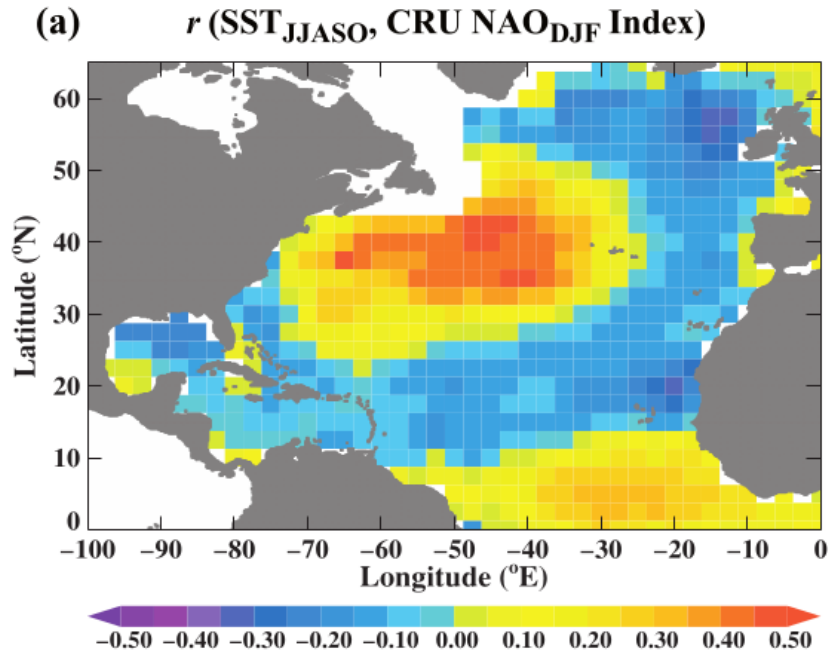 (a) r (SST_JJASO, CRU NAO_DJF Index)
60
50
40
30
20
10
0
Latitude (°N)
−100 −90 −80 −70 −60 −50 −40 −30 −20 −10 0
Longitude (°E)
−0.50 −0.40 −0.30 −0.20 −0.10 0.00 0.10 0.20 0.30 0.40 0.50